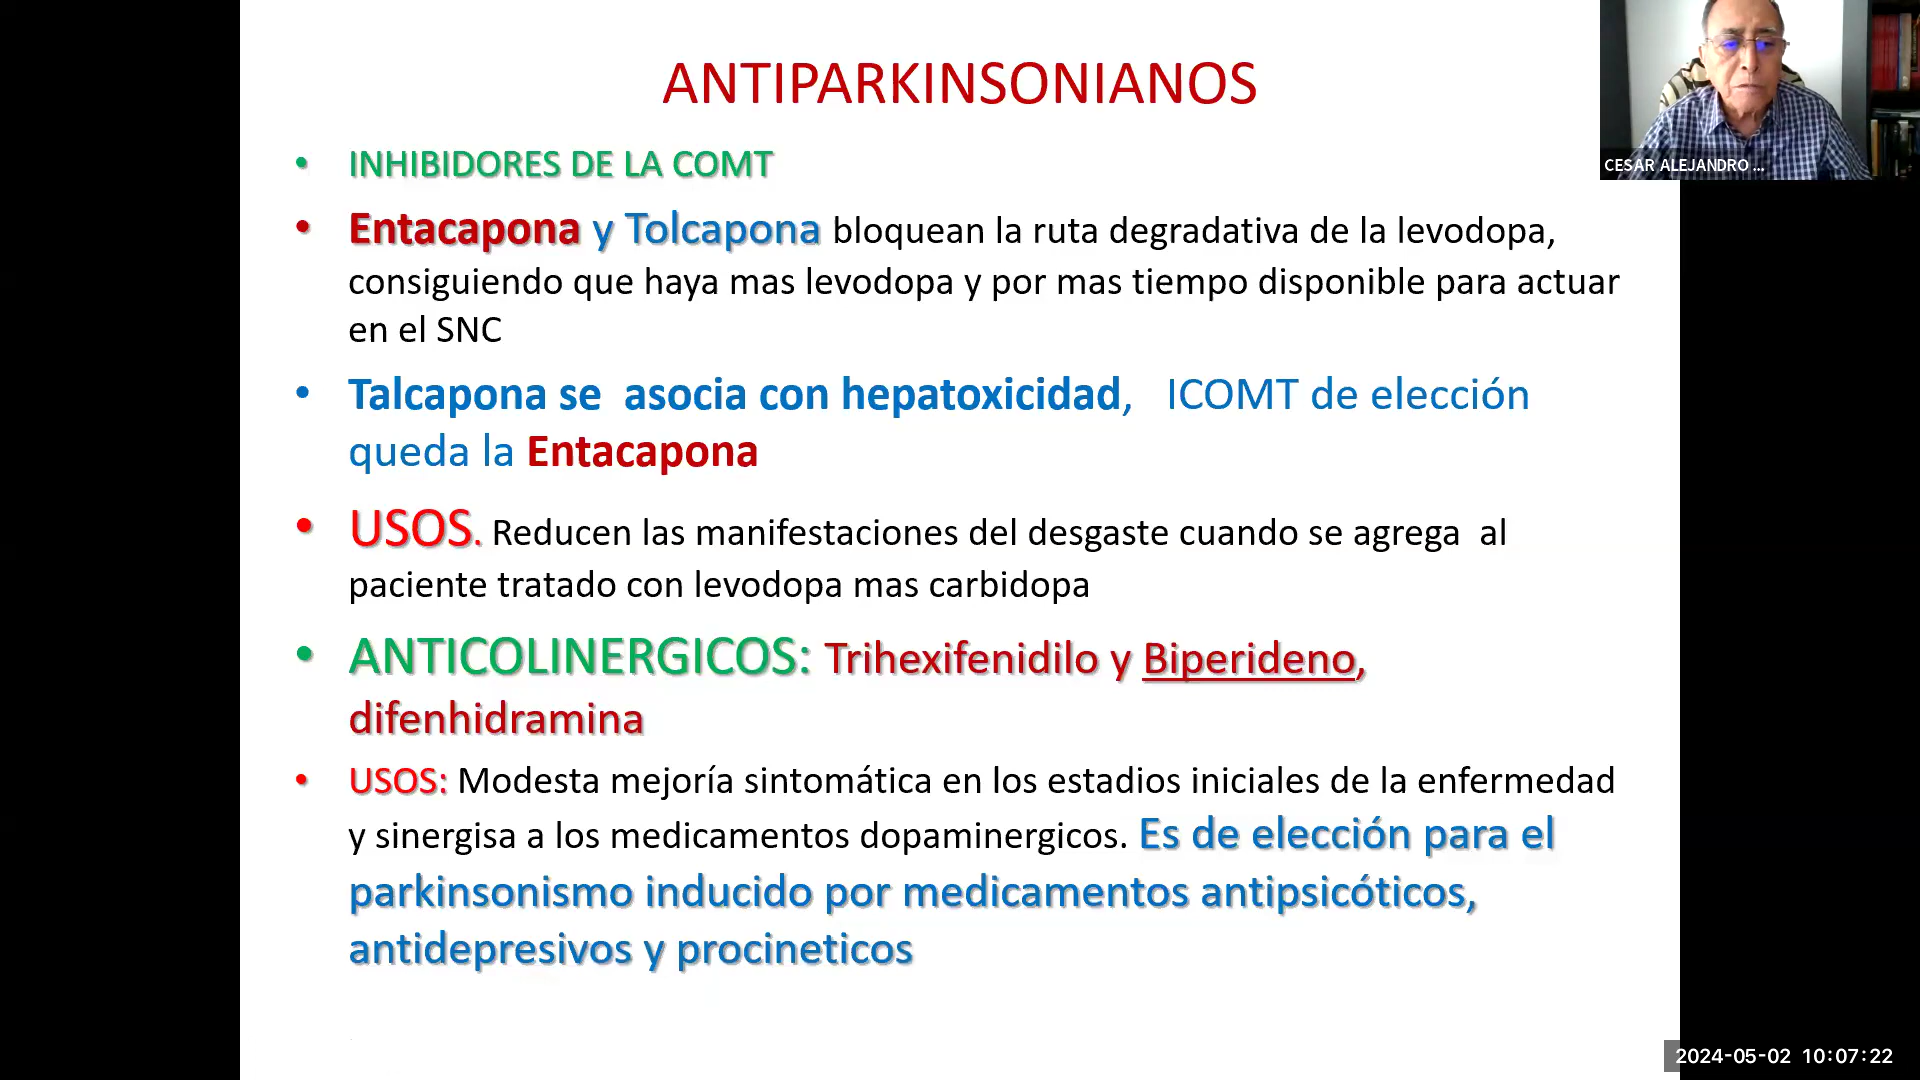 ANTIPARKINSONIANOS
• INHIBIDORES DE LA COMT
• Entacapona y Tolcapona bloquean la ruta degradativa de la levodopa,
consiguiendo que haya mas levodopa y por mas tiempo disponible para actuar
en el SNC
• Talcapona se  asocia con hepatoxicidad,   ICOMT de elección
queda la Entacapona
• USOS. Reducen las manifestaciones del desgaste cuando se agrega  al
paciente tratado con levodopa mas carbidopa
• ANTICOLINERGICOS: Trihexifenidilo y Biperideno,
difenhidramina
• USOS: Modesta mejoría sintomática en los estadios iniciales de la enfermedad
y sinergisa a los medicamentos dopaminergicos. Es de elección para el
parkinsonismo inducido por medicamentos antipsicóticos,
antidepresivos y procineticos
CESAR ALEJANDRO ...
2024-05-02 10:07:22